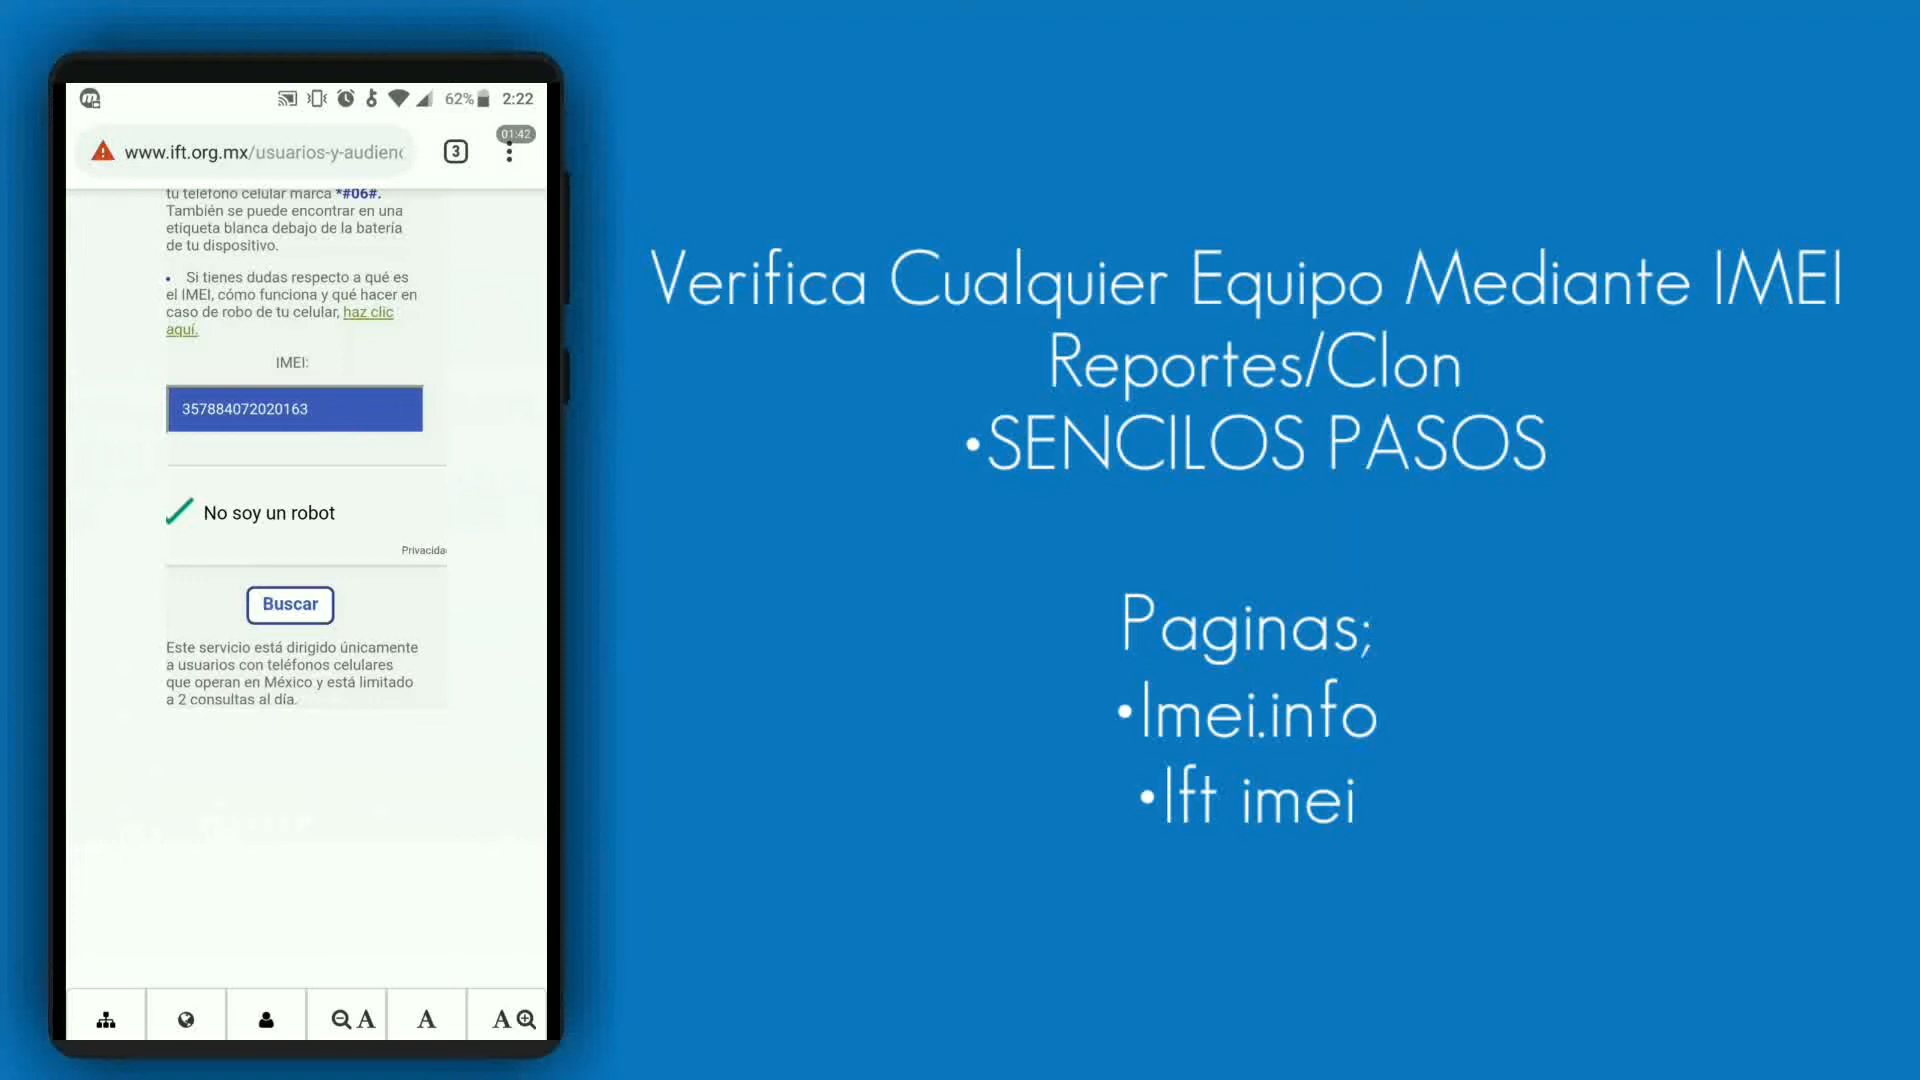 62% 2:22
01:42
www.ift.org.mx/usuarios-y-audienc
3
tu teléfono celular marca *#06#.
También se puede encontrar en una
etiqueta blanca debajo de la batería
de tu dispositivo.
• Si tienes dudas respecto a qué es
el IMEI, cómo funciona y qué hacer en
caso de robo de tu celular, haz clic
aquí.
IMEI:
357884072020163
No soy un robot
Privacida
Buscar
Este servicio está dirigido únicamente
a usuarios con teléfonos celulares
que operan en México y está limitado
a 2 consultas al día.
A A A
Verifica Cualquier Equipo Mediante IMEI
Reportes/Clon
•SENCILOS PASOS
Paginas;
•Imei.info
•Ift imei